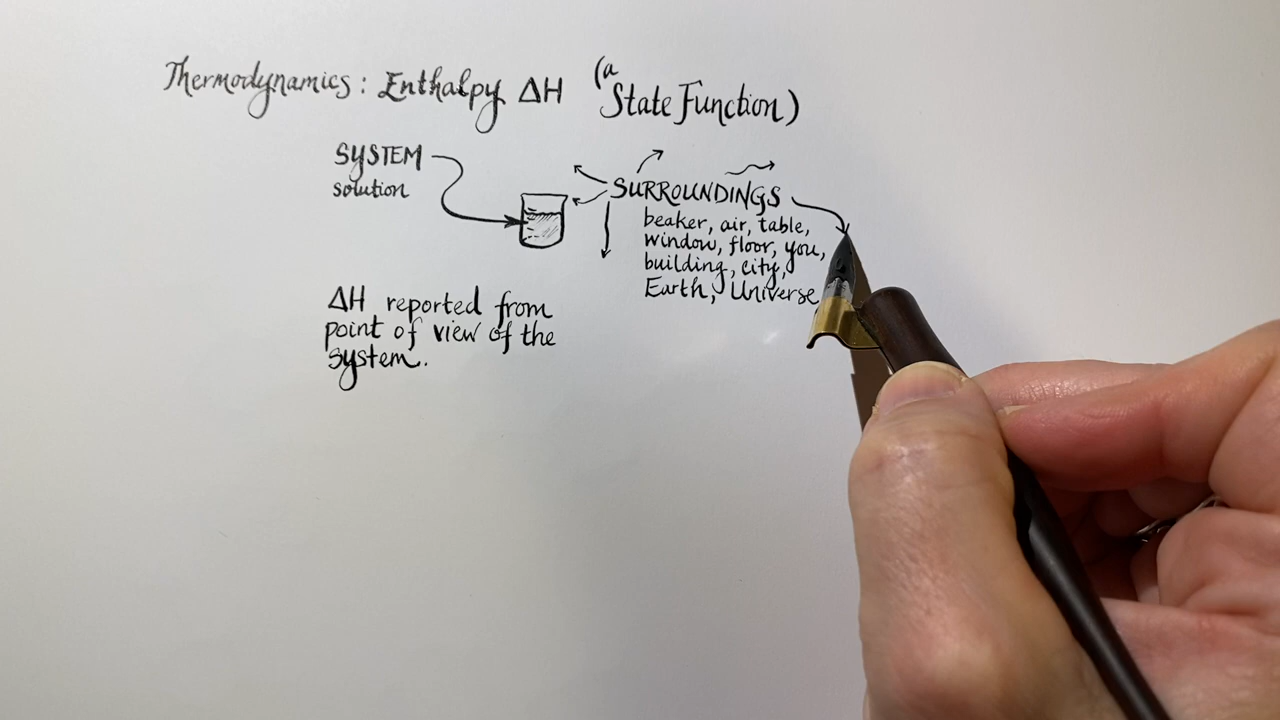 Thermodynamics: Enthalpy ΔH (a State Function)
SYSTEM
solution
SURROUNDINGS
beaker, air, table,
window, floor, you,
building, city,
Earth, Universe
ΔH reported from
point of view of the
system.